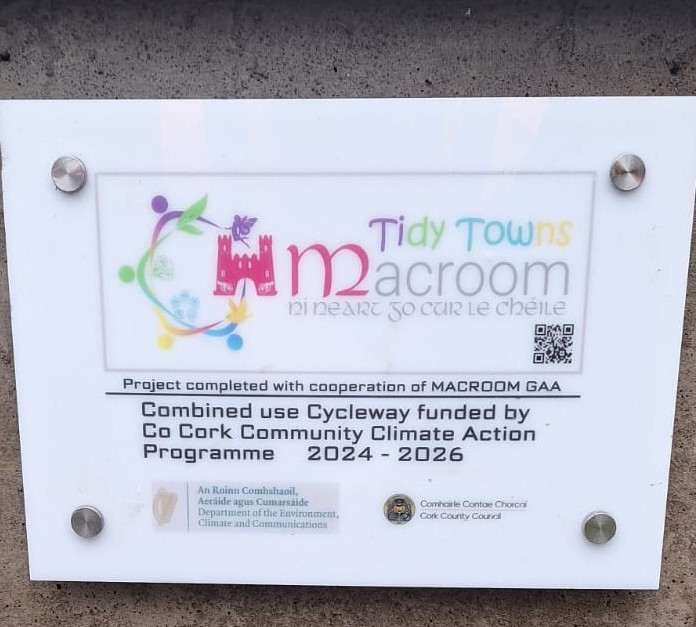 Tidy Towns
macroom
ní neart go cur le chéile
Project completed with cooperation of MACROOM GAA
Combined use Cycleway funded by
Co Cork Community Climate Action
Programme 2024 - 2026
An Roinn Comhshaoil,
Aeráide agus Cumarsáide
Department of the Environment,
Climate and Communications
Comhairle Contae Chorcaí
Cork County Council